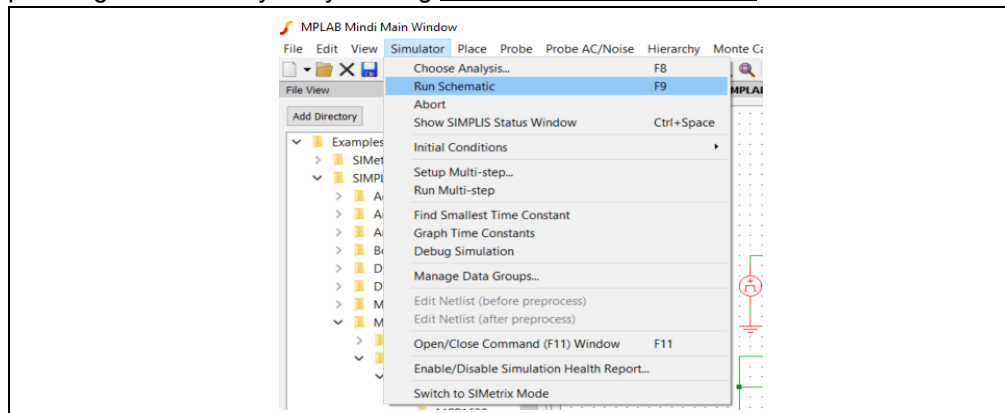 MPLAB Mindi Main Window
File Edit View Simulator Place Probe Probe AC/Noise Hierarchy Monte Ca
File View
MPLAI
Add Directory
Choose Analysis... F8
Run Schematic F9
Abort
Show SIMPLIS Status Window Ctrl+Space
Initial Conditions
Setup Multi-step...
Run Multi-step
Find Smallest Time Constant
Graph Time Constants
Debug Simulation
Manage Data Groups...
Edit Netlist (before preprocess)
Edit Netlist (after preprocess)
Open/Close Command (F11) Window F11
Enable/Disable Simulation Health Report...
Switch to SIMetrix Mode
Examples
SIMet
SIMPL
A
A
A
B
D
D
M
M